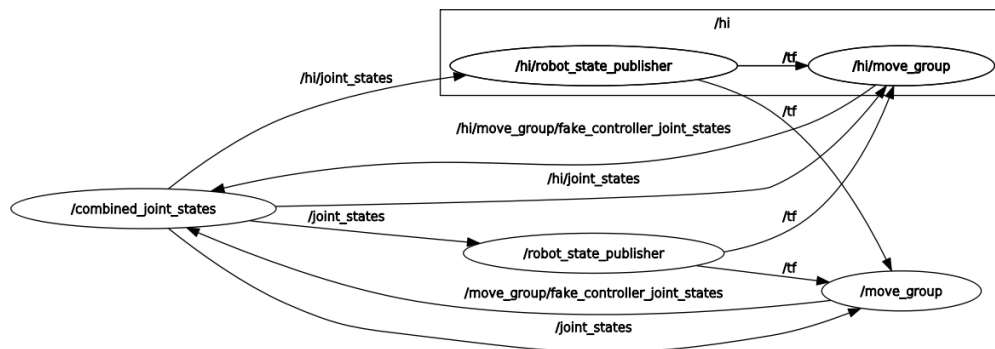 /hi
/hi/robot_state_publisher
/tf
/hi/move_group
/hi/joint_states
/tf
/hi/move_group/fake_controller_joint_states
/hi/joint_states
/combined_joint_states
/joint_states
/tf
/robot_state_publisher
/tf
/move_group/fake_controller_joint_states
/move_group
/joint_states